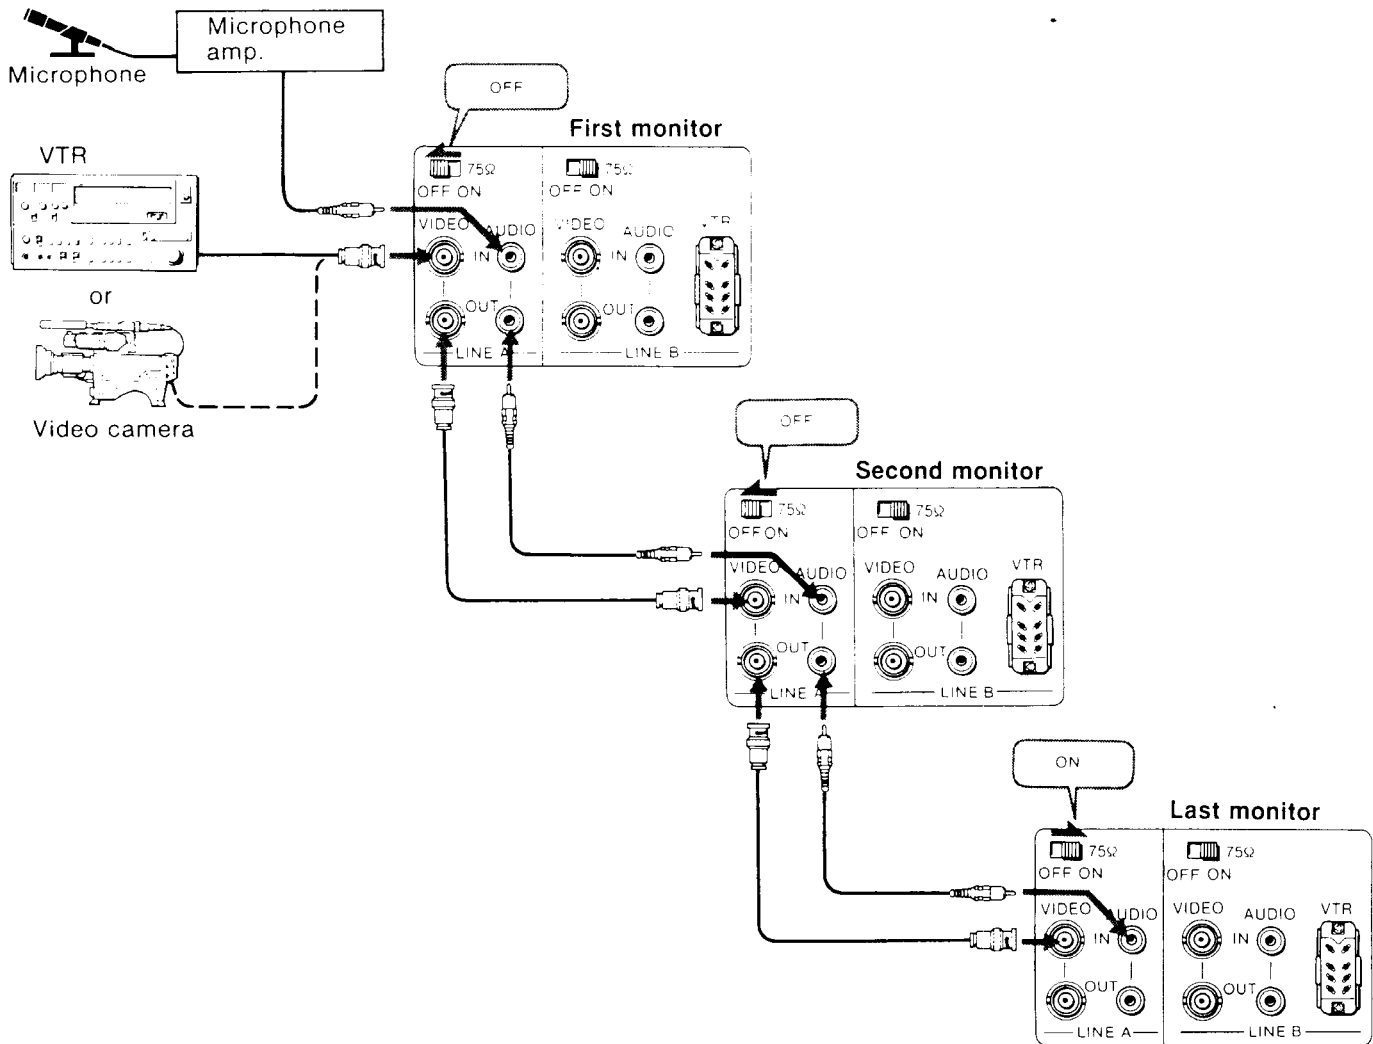 Microphone
amp.
Microphone
OFF
First monitor
VTR
75Ω
OFF ON
75Ω
OFF ON
VIDEO
AUDIO
VIDEO
AUDIO
IN
IN
OUT
OUT
LINE A
LINE B
or
Video camera
OFF
Second monitor
75Ω
OFF ON
75Ω
OFF ON
VIDEO
AUDIO
VIDEO
AUDIO
VTR
IN
IN
OUT
OUT
LINE A
LINE B
ON
Last monitor
75Ω
OFF ON
75Ω
OFF ON
VIDEO
AUDIO
VIDEO
AUDIO
VTR
IN
IN
OUT
OUT
LINE A
LINE B